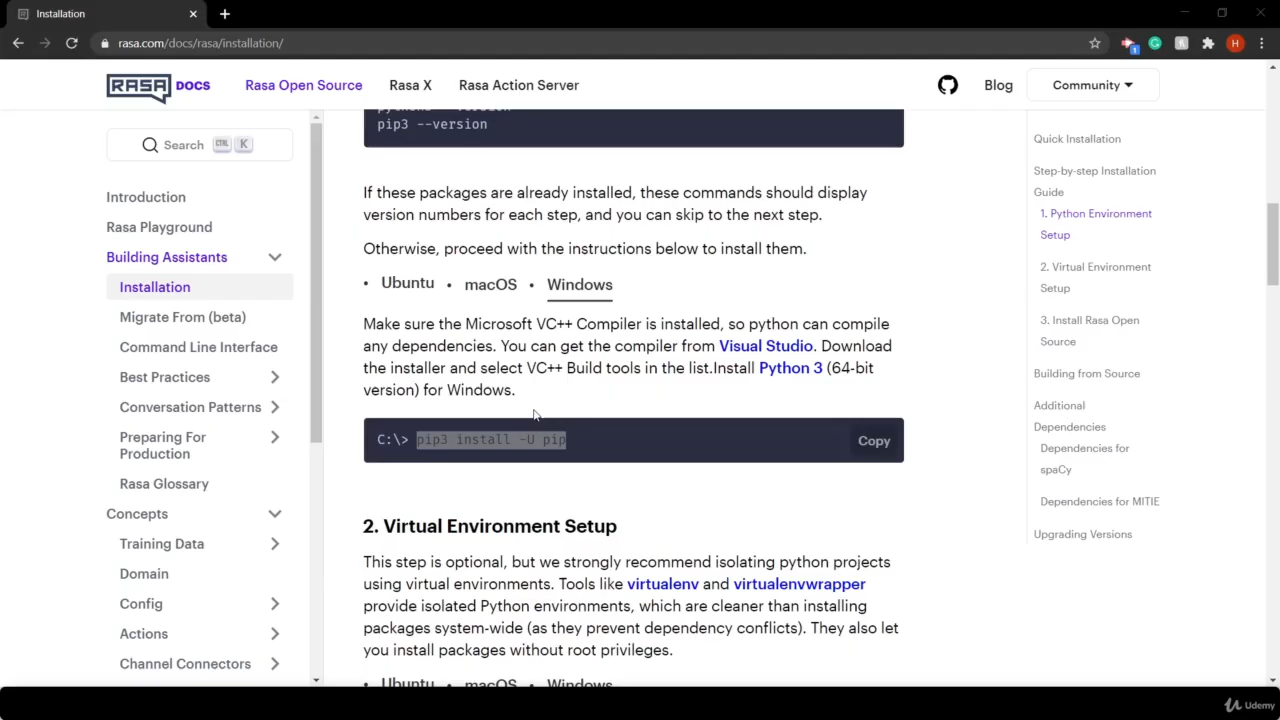 Installation
rasa.com/docs/rasa/installation/
1
H
RASA DOCS
Rasa Open Source
Rasa X
Rasa Action Server
Blog
Community
Search CTRL K
Introduction
Rasa Playground
Building Assistants
Installation
Migrate From (beta)
Command Line Interface
Best Practices
Conversation Patterns
Preparing For
Production
Rasa Glossary
Concepts
Training Data
Domain
Config
Actions
Channel Connectors
pip3 --version
If these packages are already installed, these commands should display
version numbers for each step, and you can skip to the next step.
Otherwise, proceed with the instructions below to install them.
• Ubuntu • macOS • Windows
Make sure the Microsoft VC++ Compiler is installed, so python can compile
any dependencies. You can get the compiler from Visual Studio. Download
the installer and select VC++ Build tools in the list.Install Python 3 (64-bit
version) for Windows.
C:\> pip3 install -U pip
Copy
2. Virtual Environment Setup
This step is optional, but we strongly recommend isolating python projects
using virtual environments. Tools like virtualenv and virtualenvwrapper
provide isolated Python environments, which are cleaner than installing
packages system-wide (as they prevent dependency conflicts). They also let
you install packages without root privileges.
• Ubuntu • macOS • Windows
Quick Installation
Step-by-step Installation
Guide
1. Python Environment
Setup
2. Virtual Environment
Setup
3. Install Rasa Open
Source
Building from Source
Additional
Dependencies
Dependencies for
spaCy
Dependencies for MITIE
Upgrading Versions
Udemy